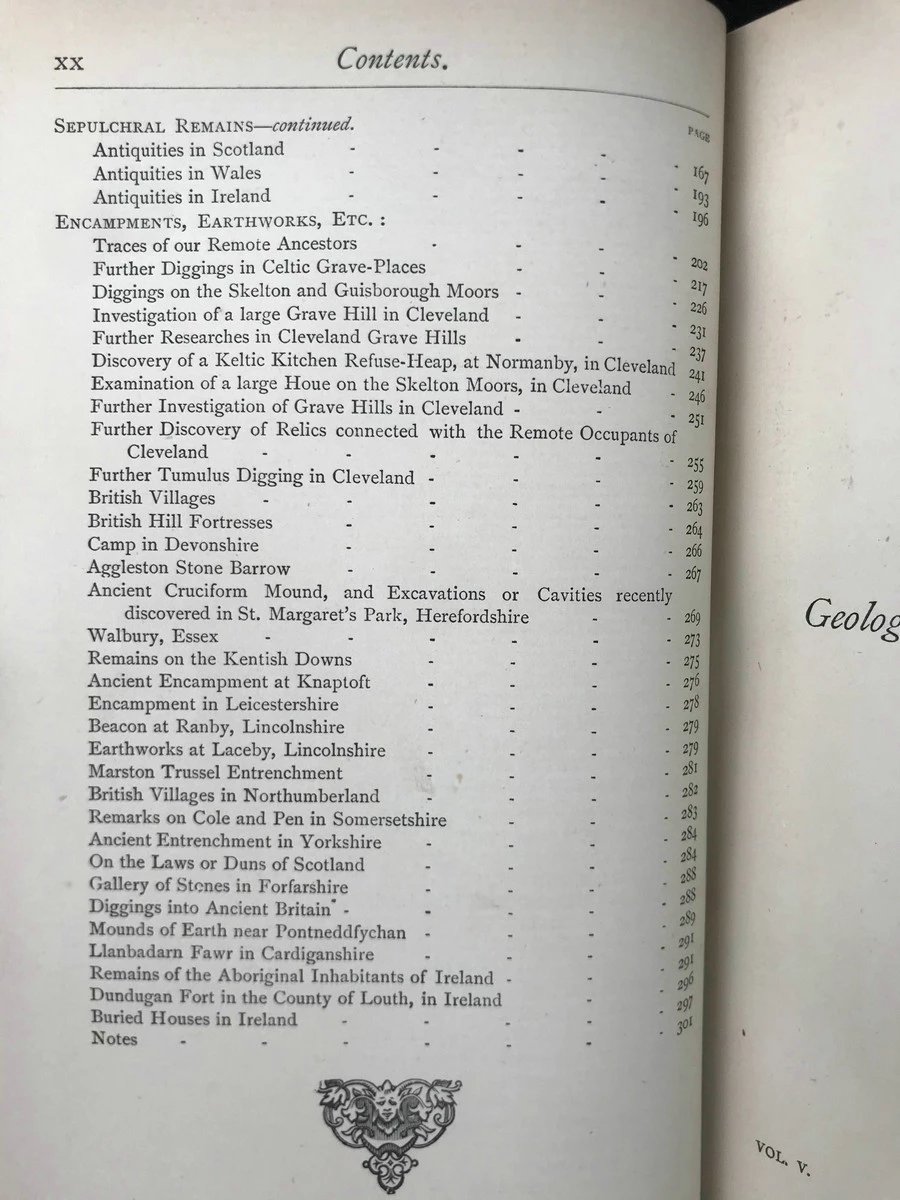 xx Contents.
PAGE
SEPULCHRAL REMAINS—continued.
Antiquities in Scotland - - - - - 167
Antiquities in Wales - - - - - 193
Antiquities in Ireland - - - - - 196
ENCAMPMENTS, EARTHWORKS, ETC. :
Traces of our Remote Ancestors - - - - 202
Further Diggings in Celtic Grave-Places - - - 217
Diggings on the Skelton and Guisborough Moors - - - 226
Investigation of a large Grave Hill in Cleveland - - - 231
Further Researches in Cleveland Grave Hills - - - 237
Discovery of a Keltic Kitchen Refuse-Heap, at Normanby, in Cleveland 241
Examination of a large Houe on the Skelton Moors, in Cleveland - 246
Further Investigation of Grave Hills in Cleveland - - - 251
Further Discovery of Relics connected with the Remote Occupants of
Cleveland - - - - - - 255
Further Tumulus Digging in Cleveland - - - - 259
British Villages - - - - - - 263
British Hill Fortresses - - - - - 264
Camp in Devonshire - - - - - 266
Aggleston Stone Barrow - - - - - 267
Ancient Cruciform Mound, and Excavations or Cavities recently
discovered in St. Margaret's Park, Herefordshire - - 269
Walbury, Essex - - - - - - 273
Remains on the Kentish Downs - - - - 275
Ancient Encampment at Knaptoft - - - - 276
Encampment in Leicestershire - - - - 278
Beacon at Ranby, Lincolnshire - - - - 279
Earthworks at Laceby, Lincolnshire - - - - 279
Marston Trussel Entrenchment - - - - 281
British Villages in Northumberland - - - - 282
Remarks on Cole and Pen in Somersetshire - - - 283
Ancient Entrenchment in Yorkshire - - - - 284
On the Laws or Duns of Scotland - - - - 284
Gallery of Stones in Forfarshire - - - - 288
Diggings into Ancient Britain - - - - - 288
Mounds of Earth near Pontneddfychan - - - - 289
Llanbadarn Fawr in Cardiganshire - - - - 291
Remains of the Aboriginal Inhabitants of Ireland - - - 291
Dundugan Fort in the County of Louth, in Ireland - - 296
Buried Houses in Ireland - - - - - 297
Notes - - - - - - - 301
Geolog
VOL. V.